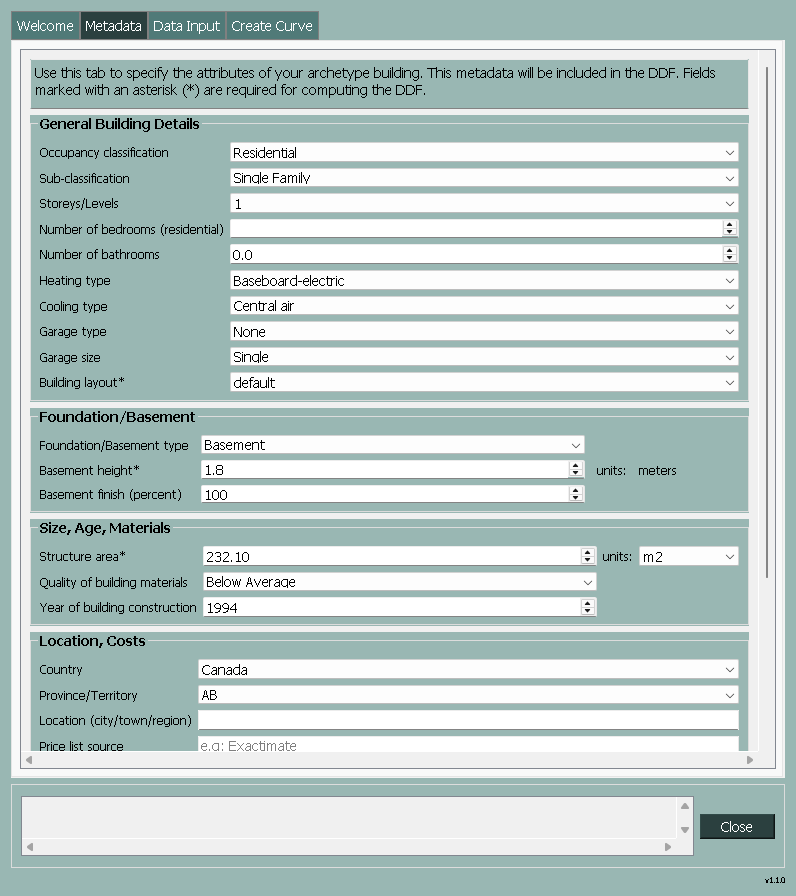 Welcome Metadata Data Input Create Curve
Use this tab to specify the attributes of your archetype building. This metadata will be included in the DDF. Fields
marked with an asterisk (*) are required for computing the DDF.
General Building Details
Occupancy classification Residential
Sub-classification Single Family
Storeys/Levels 1
Number of bedrooms (residential)
Number of bathrooms 0.0
Heating type Baseboard-electric
Cooling type Central air
Garage type None
Garage size Single
Building layout* default
Foundation/Basement
Foundation/Basement type Basement
Basement height* 1.8 units: meters
Basement finish (percent) 100
Size, Age, Materials
Structure area* 232.10 units: m2
Quality of building materials Below Average
Year of building construction 1994
Location, Costs
Country Canada
Province/Territory AB
Location (city/town/region)
Price list source e.g: Exactimate
Close
v1.1.0